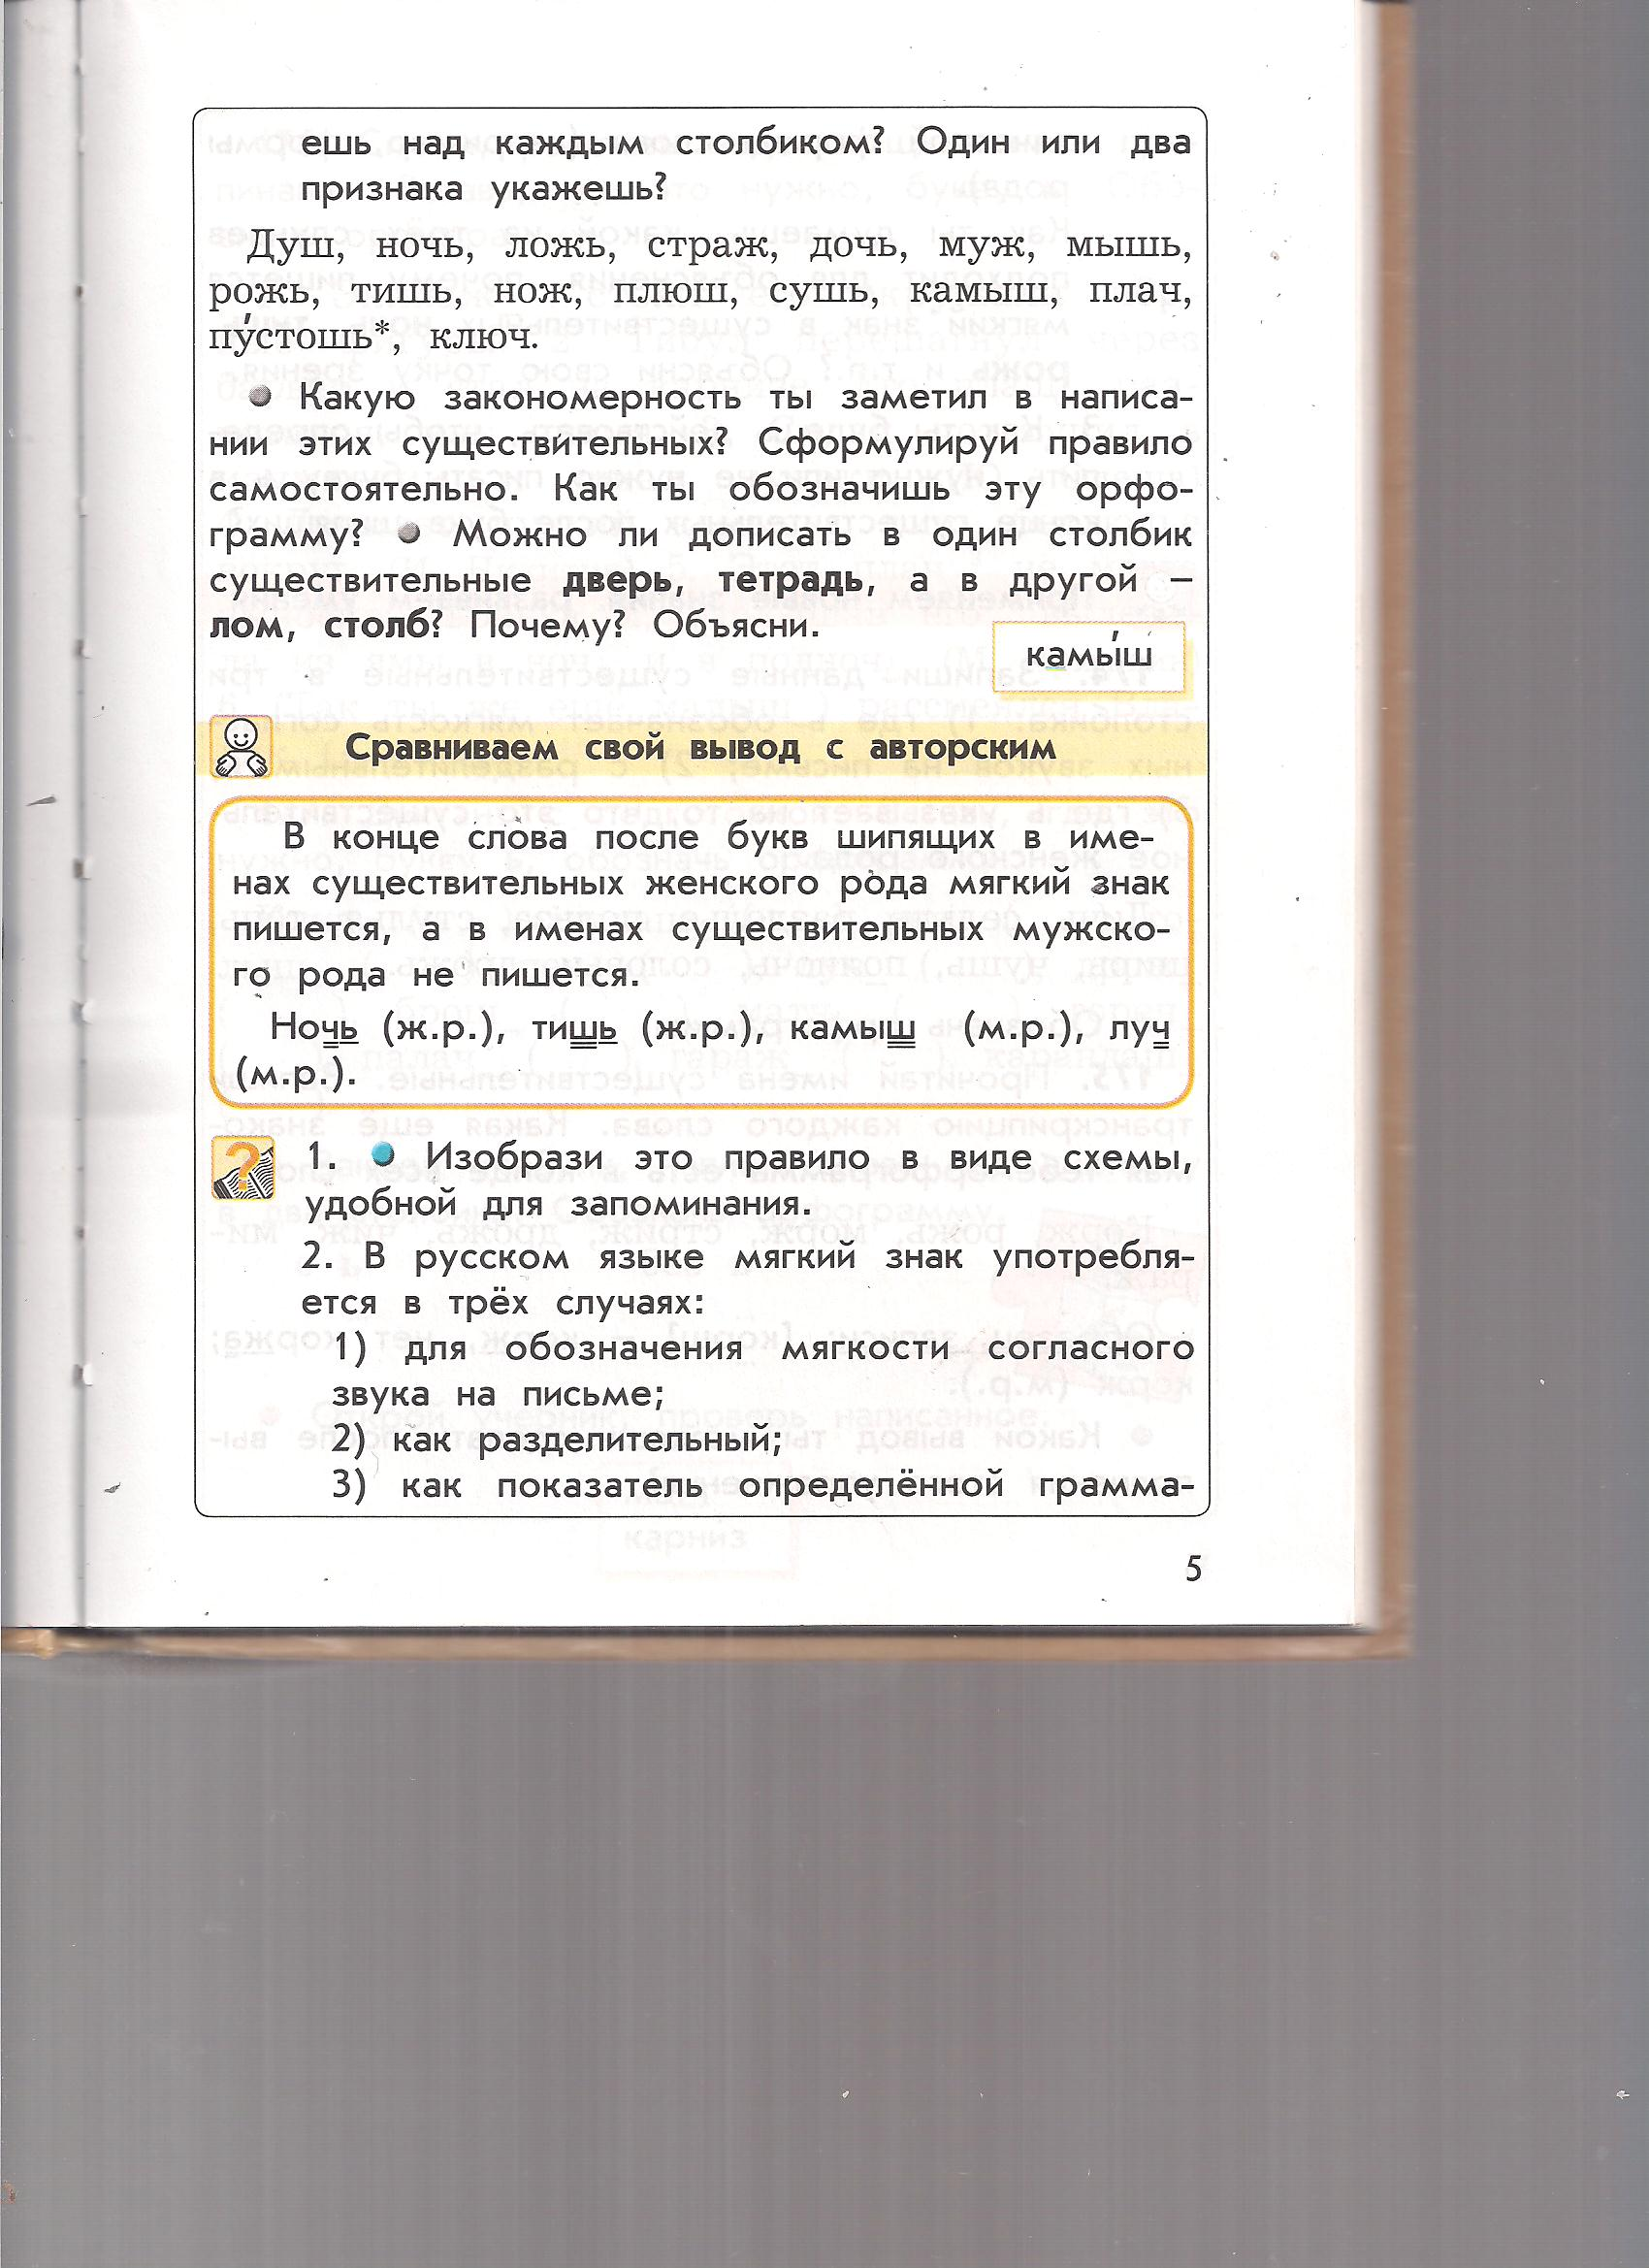 ешь над каждым столбиком? Один или два
признака укажешь?
Душ, ночь, ложь, страж, дочь, муж, мышь,
рожь, тишь, нож, плюш, сушь, камыш, плач,
пу́стошь*, ключ.
• Какую закономерность ты заметил в написа-
нии этих существительных? Сформулируй правило
самостоятельно. Как ты обозначишь эту орфо-
грамму? • Можно ли дописать в один столбик
существительные дверь, тетрадь, а в другой –
лом, столб? Почему? Объясни.
камы́ш
Сравниваем свой вывод с авторским
В конце слова после букв шипящих в име-
нах существительных женского рода мягкий знак
пишется, а в именах существительных мужско-
го рода не пишется.
Ночь (ж.р.), тишь (ж.р.), камыш (м.р.), луч
(м.р.).
?
1. • Изобрази это правило в виде схемы,
удобной для запоминания.
2. В русском языке мягкий знак употребля-
ется в трёх случаях:
1) для обозначения мягкости согласного
звука на письме;
2) как разделительный;
3) как показатель определённой грамма-
5